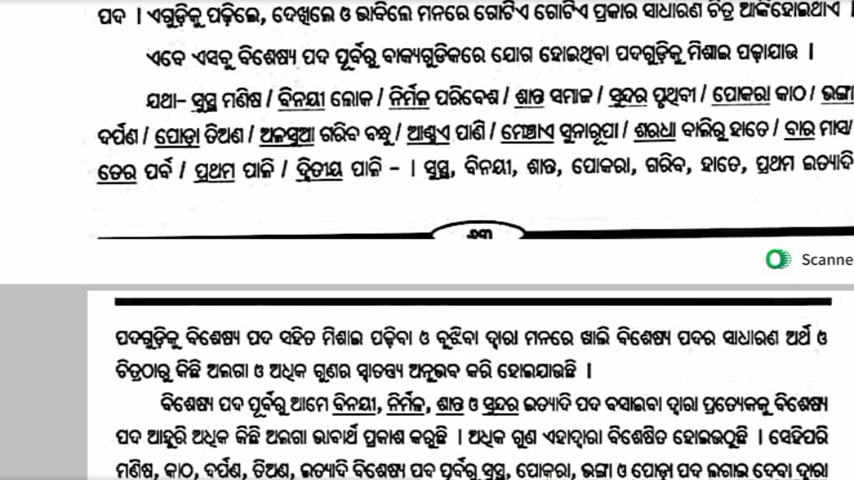 ପଦ । ଏଗୁଡ଼ିକୁ ପଢ଼ିଲେ, ଦେଖିଲେ ଓ ଭାବିଲେ ମନରେ ଗୋଟିଏ ଗୋଟିଏ ପ୍ରକାର ସାଧାରଣ ଚିତ୍ର ଆଙ୍କିହୋଇଥାଏ ।
ଏବେ ଏସବୁ ବିଶେଷ୍ୟ ପଦ ପୂର୍ବରୁ ବାକ୍ୟଗୁଡିକରେ ଯୋଗ ହୋଇଥିବା ପଦଗୁଡ଼ିକୁ ମିଶାଇ ପଢ଼ାଯାଉ ।
ଯଥା– ସୁସ୍ଥ ମଣିଷ / ବିନୟୀ ଲୋକ / ନିର୍ମଳ ପରିବେଶ / ଶାନ୍ତ ସମାଜ / ସୁନ୍ଦର ପୃଥିବୀ / ପୋକରା କାଠ / ଭଙ୍ଗା
ଦର୍ପଣ / ପୋଡ଼ା ତିଅଣ / ଅଳସୁଆ ଗରିବ ବନ୍ଧୁ / ଆଣ୍ଠୁଏ ପାଣି / ମେଞ୍ଚାଏ ସୁନାରୂପା / ଶରଧା ବାଲିରୁ ହାତେ / ବାର ମାସ/
ତେର ପର୍ବ / ପ୍ରଥମ ପାଳି / ଦ୍ୱିତୀୟ ପାଳି – । ସୁସ୍ଥ, ବିନୟୀ, ଶାନ୍ତ, ପୋକରା, ଗରିବ, ହାତେ, ପ୍ରଥମ ଇତ୍ୟାଦି
୬୩
Scanne
ପଦଗୁଡ଼ିକୁ ବିଶେଷ୍ୟ ପଦ ସହିତ ମିଶାଇ ପଢ଼ିବା ଓ ବୁଝିବା ଦ୍ୱାରା ମନରେ ଖାଲି ବିଶେଷ୍ୟ ପଦର ସାଧାରଣ ଅର୍ଥ ଓ
ଚିତ୍ରଠାରୁ କିଛି ଅଲଗା ଓ ଅଧିକ ଗୁଣର ସ୍ୱାତନ୍ତ୍ର୍ୟ ଅନୁଭବ କରି ହୋଇଯାଉଛି ।
ବିଶେଷ୍ୟ ପଦ ପୂର୍ବରୁ ଆମେ ବିନୟୀ, ନିର୍ମଳ, ଶାନ୍ତ ଓ ସୁନ୍ଦର ଇତ୍ୟାଦି ପଦ ବସାଇବା ଦ୍ୱାରା ପ୍ରତ୍ୟେକକୁ ବିଶେଷ୍ୟ
ପଦ ଆହୁରି ଅଧିକ କିଛି ଅଲଗା ଭାବାର୍ଥ ପ୍ରକାଶ କରୁଛି । ଅଧିକ ଗୁଣ ଏହାଦ୍ୱାରା ବିଶେଷିତ ହୋଇଉଠୁଛି । ସେହିପରି
ମଣିଷ, କାଠ, ଦର୍ପଣ, ତିଅଣ, ଇତ୍ୟାଦି ବିଶେଷ୍ୟ ପଦ ପୂର୍ବରୁ ସୁସ୍ଥ, ପୋକରା, ଭଙ୍ଗା ଓ ପୋଡ଼ା ପଦ ଲଗାଇ ଦେବା ଦ୍ୱାରା